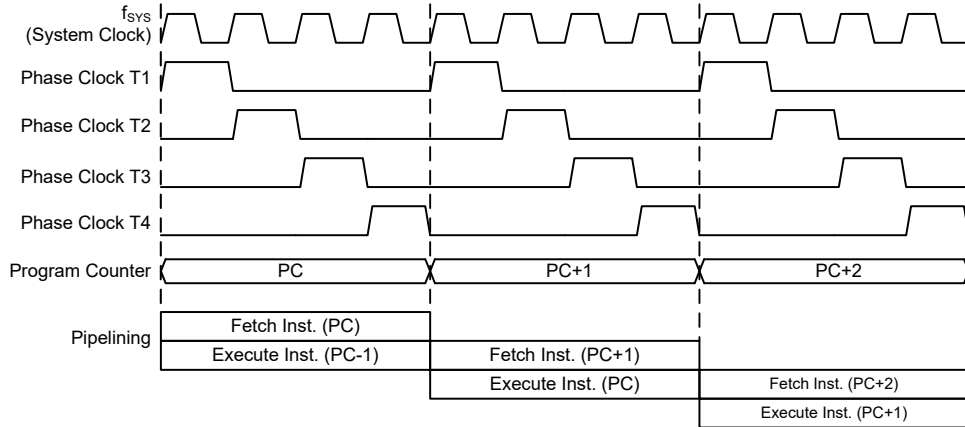 fSYS
(System Clock)
Phase Clock T1
Phase Clock T2
Phase Clock T3
Phase Clock T4
Program Counter PC PC+1 PC+2
Pipelining
Fetch Inst. (PC)
Execute Inst. (PC-1) Fetch Inst. (PC+1)
Execute Inst. (PC) Fetch Inst. (PC+2)
Execute Inst. (PC+1)